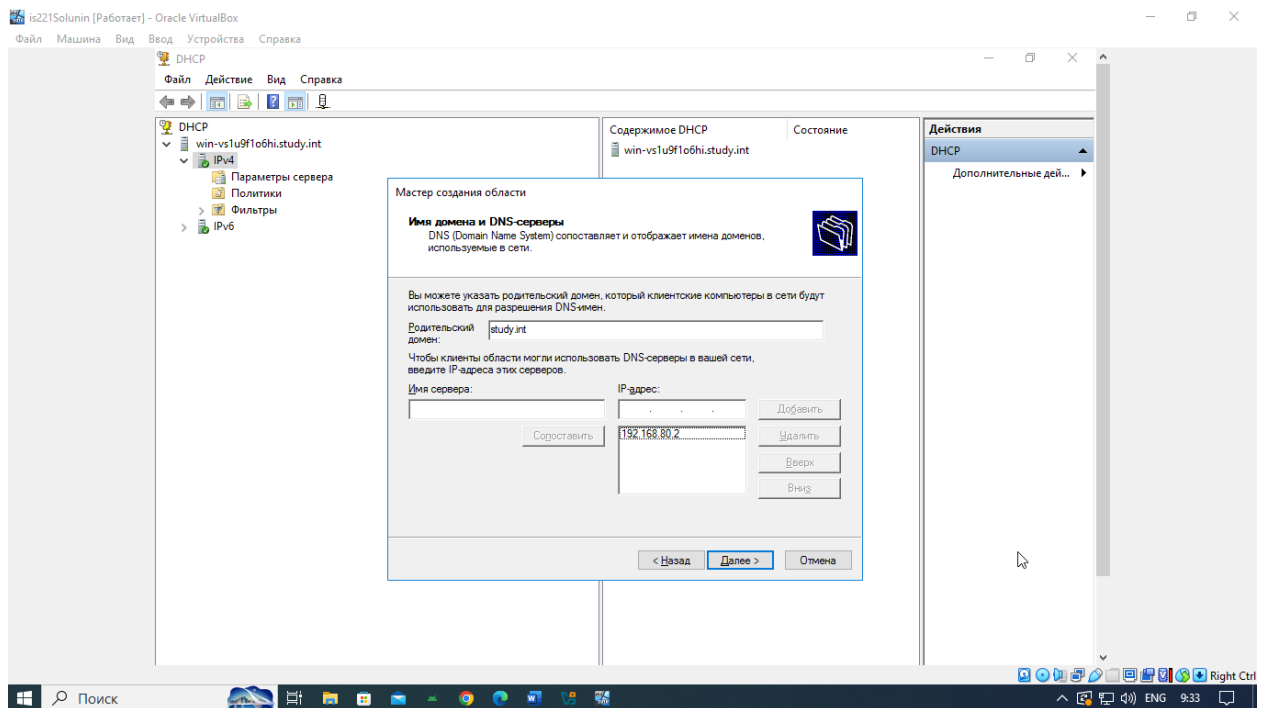 is221Solunin [Работает] - Oracle VirtualBox
Файл Машина Вид Ввод Устройства Справка
DHCP
Файл Действие Вид Справка
DHCP
win-vs1u9f1o6hi.study.int
IPv4
Параметры сервера
Политики
Фильтры
IPv6
Содержимое DHCP Состояние
win-vs1u9f1o6hi.study.int
Действия
DHCP
Дополнительные дей...
Мастер создания области
Имя домена и DNS-серверы
DNS (Domain Name System) сопоставляет и отображает имена доменов,
используемые в сети.
Вы можете указать родительский домен, который клиентские компьютеры в сети будут
использовать для разрешения DNS-имен.
Родительский
домен:
study.int
Чтобы клиенты области могли использовать DNS-серверы в вашей сети,
введите IP-адреса этих серверов.
Имя сервера: IP-адрес:
. . . Добавить
Сопоставить 192.168.80.2 Удалить
Вверх
Вниз
< Назад Далее > Отмена
Right Ctrl
Поиск ENG 9:33